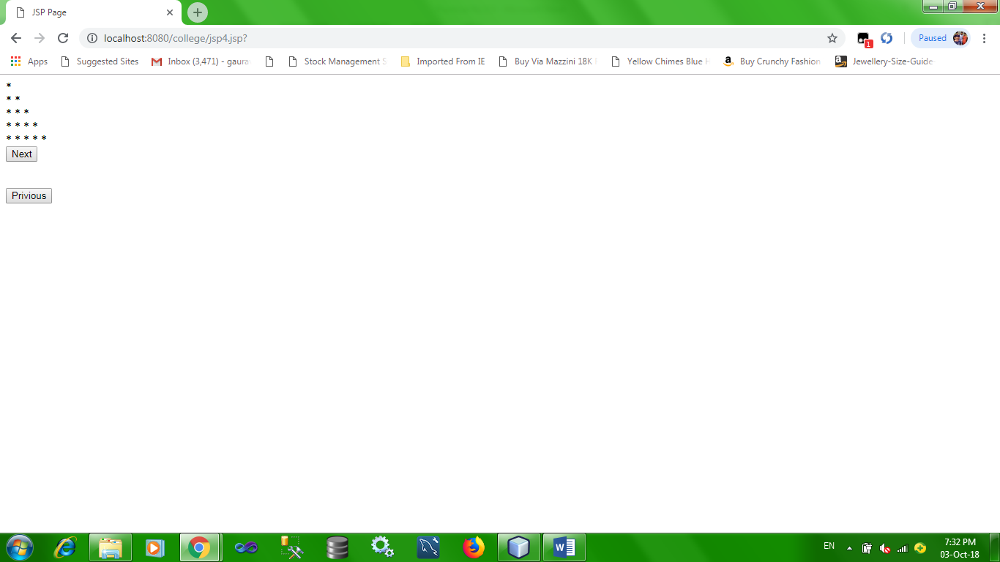 JSP Page
localhost:8080/college/jsp4.jsp?
1
Paused
Apps Suggested Sites Inbox (3,471) - gaura Stock Management S Imported From IE Buy Via Mazzini 18K Yellow Chimes Blue H Buy Crunchy Fashion Jewellery-Size-Guide-
*
* *
* * *
* * * *
* * * * *
Next
Privious
EN
7:32 PM
03-Oct-18